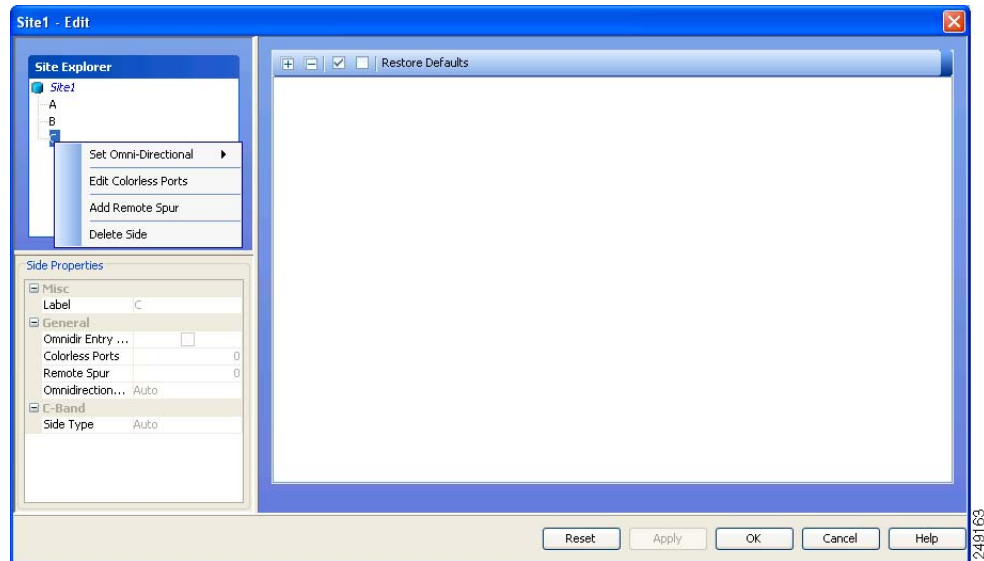 Site1 - Edit
Site Explorer
Restore Defaults
Site1
A
B
C
Set Omni-Directional
Edit Colorless Ports
Add Remote Spur
Delete Side
Side Properties
Misc
Label C
General
Omnidir Entry ...
Colorless Ports 0
Remote Spur 0
Omnidirection... Auto
C-Band
Side Type Auto
Reset Apply OK Cancel Help
249163